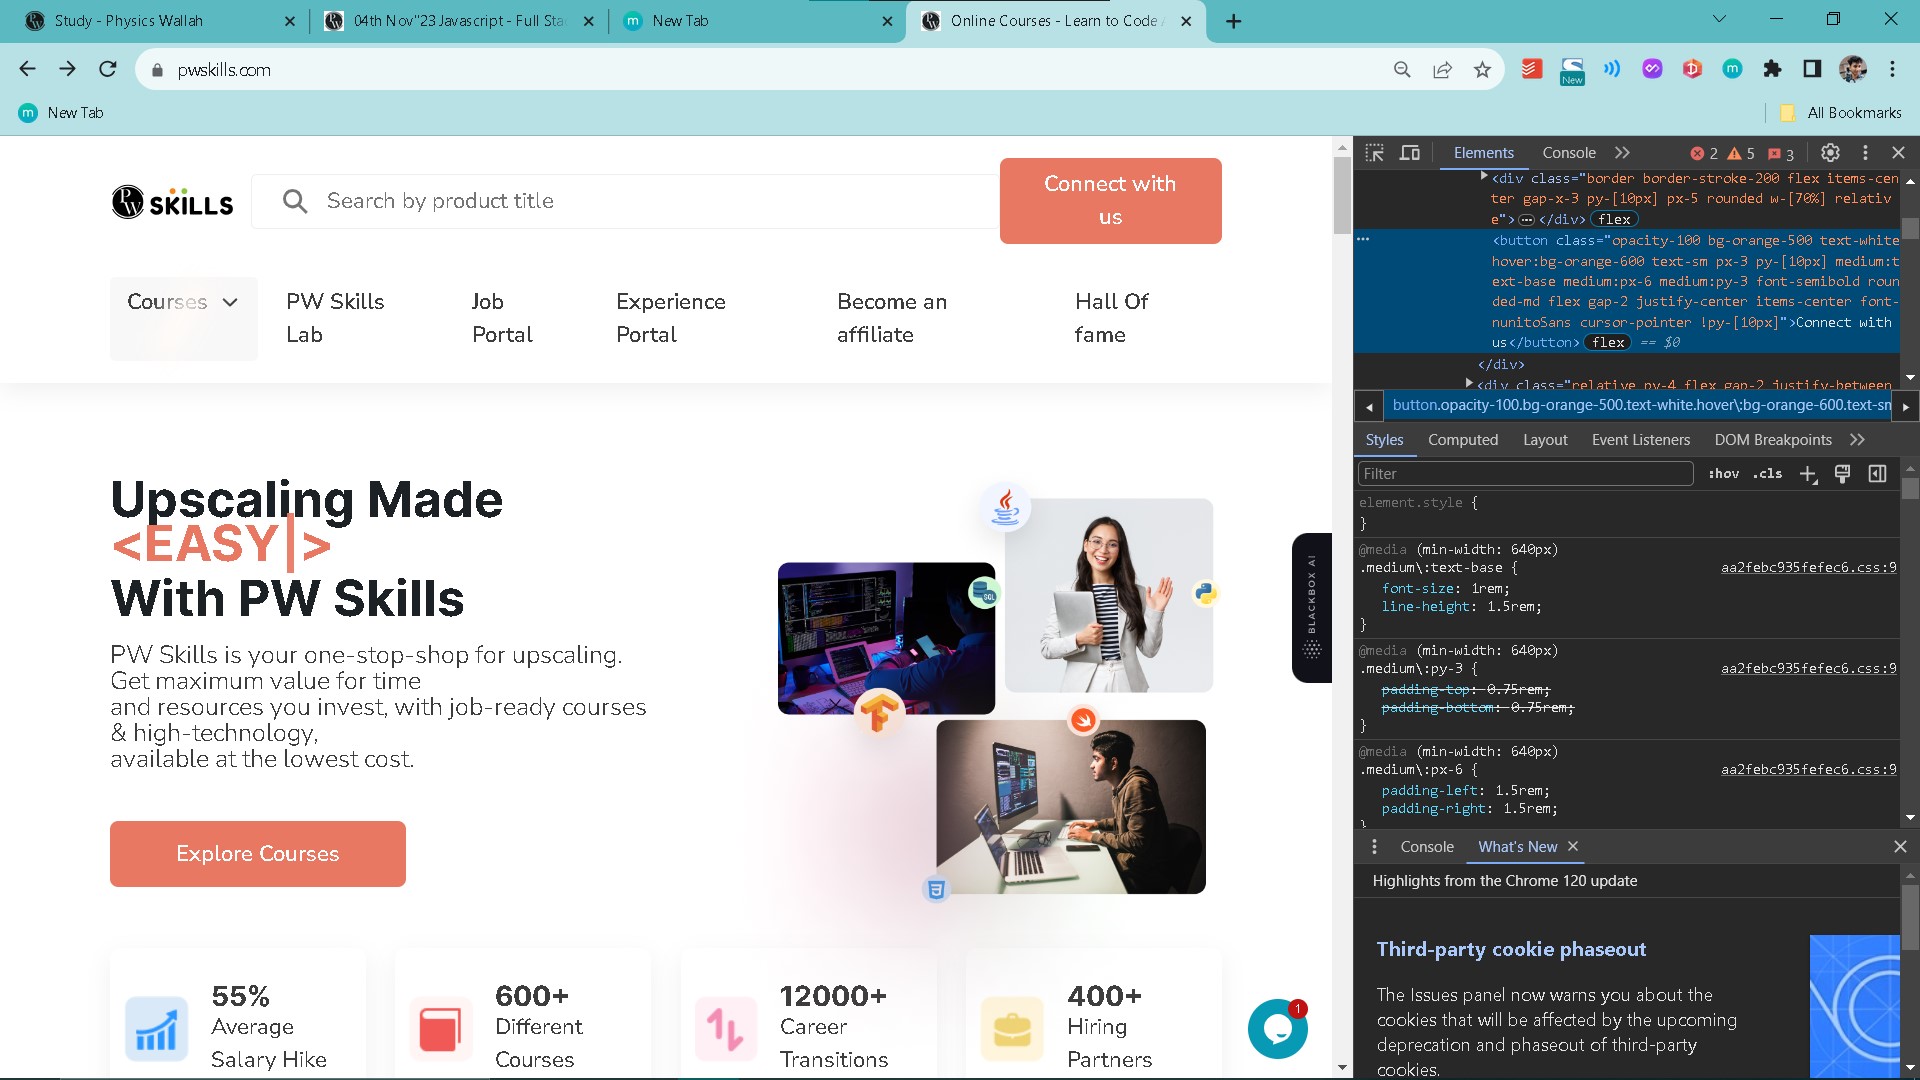 Study - Physics Wallah
04th Nov"23 Javascript - Full Sta
New Tab
Online Courses - Learn to Code
pwskills.com
New
New Tab
All Bookmarks
PW SKILLS
Search by product title
Connect with
us
Courses
PW Skills
Lab
Job
Portal
Experience
Portal
Become an
affiliate
Hall Of
fame
Upscaling Made
<EASY|>
With PW Skills
PW Skills is your one-stop-shop for upscaling.
Get maximum value for time
and resources you invest, with job-ready courses
& high-technology,
available at the lowest cost.
Explore Courses
SQL
BLACKBOX AI
55%
Average
Salary Hike
600+
Different
Courses
12000+
Career
Transitions
400+
Hiring
Partners
1
Elements
Console
2
5
3
<div class="border border-stroke-200 flex items-cen
ter gap-x-3 py-[10px] px-5 rounded w-[70%] relativ
e">⋯</div> flex
<button class="opacity-100 bg-orange-500 text-white
hover:bg-orange-600 text-sm px-3 py-[10px] medium:t
ext-base medium:px-6 medium:py-3 font-semibold roun
ded-md flex gap-2 justify-center items-center font-
nunitoSans cursor-pointer !py-[10px]">Connect with
us</button> flex == $0
</div>
<div class="relative py-4 flex gap-2 justify-between
button.opacity-100.bg-orange-500.text-white.hover\:bg-orange-600.text-sm
Styles
Computed
Layout
Event Listeners
DOM Breakpoints
Filter
:hov
.cls
element.style {
}
@media (min-width: 640px)
.medium\:text-base {
aa2febc935fefec6.css:9
font-size: 1rem;
line-height: 1.5rem;
}
@media (min-width: 640px)
.medium\:py-3 {
aa2febc935fefec6.css:9
padding-top: 0.75rem;
padding-bottom: 0.75rem;
}
@media (min-width: 640px)
.medium\:px-6 {
aa2febc935fefec6.css:9
padding-left: 1.5rem;
padding-right: 1.5rem;
}
Console
What's New
Highlights from the Chrome 120 update
Third-party cookie phaseout
The Issues panel now warns you about the
cookies that will be affected by the upcoming
deprecation and phaseout of third-party
cookies.